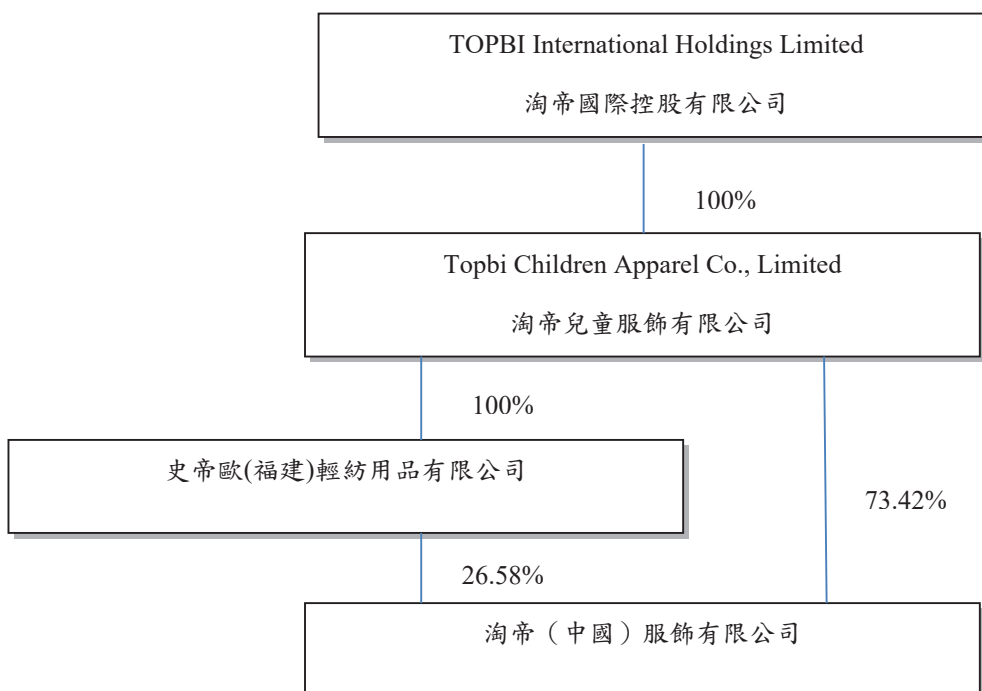 TOPBI International Holdings Limited
淘帝國際控股有限公司
100%
Topbi Children Apparel Co., Limited
淘帝兒童服飾有限公司
100%
史帝歐(福建)輕紡用品有限公司
73.42%
26.58%
淘帝（中國）服飾有限公司